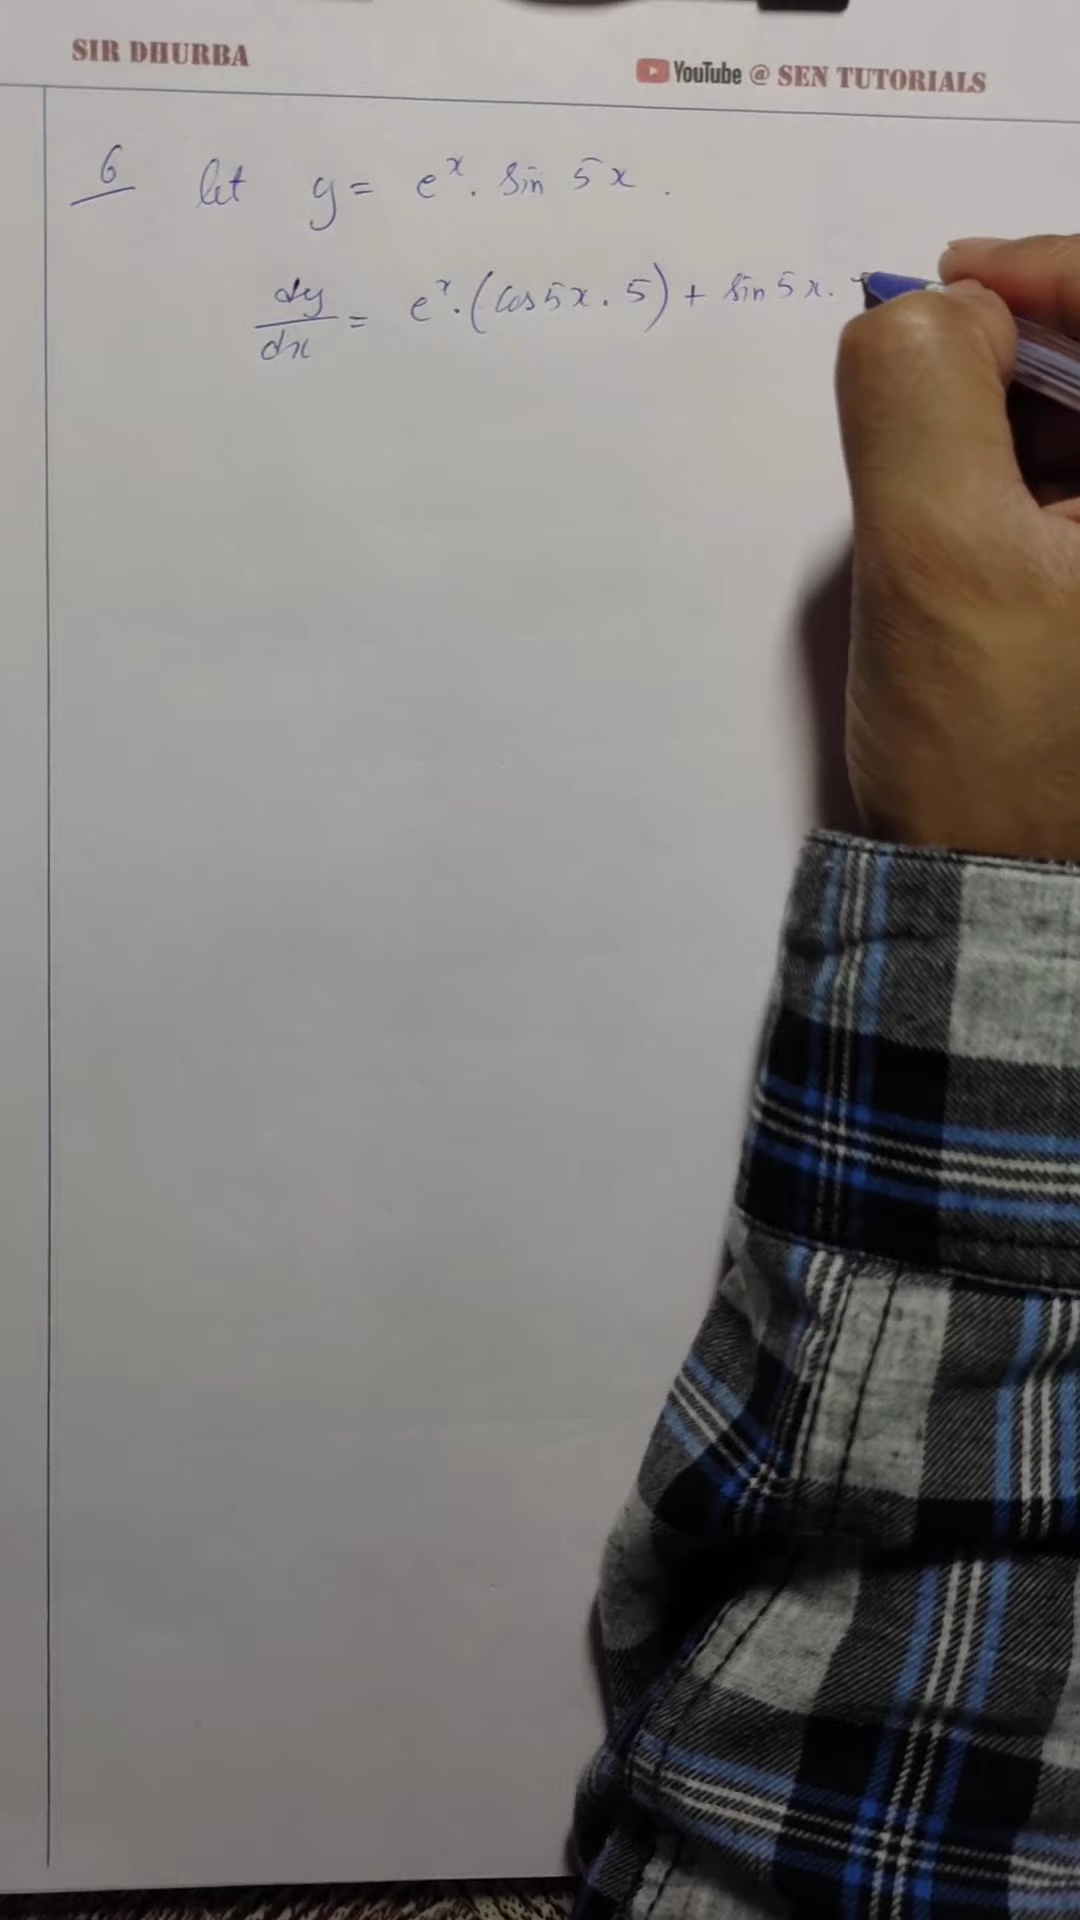 SIR DHURBA
YouTube @ SEN TUTORIALS
6 let y = e^x . Sin 5x .
dy/dx = e^x . (Cos 5x . 5) + Sin 5x .